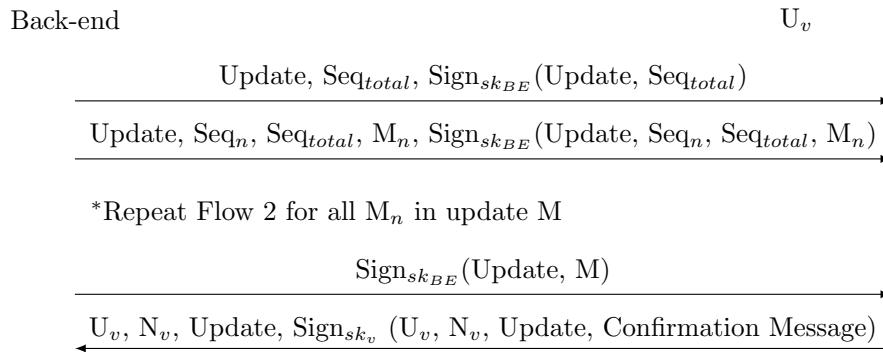 Back-end U_v
Update, Seq_total, Sign_sk_BE(Update, Seq_total)
Update, Seq_n, Seq_total, M_n, Sign_sk_BE(Update, Seq_n, Seq_total, M_n)
*Repeat Flow 2 for all M_n in update M
Sign_sk_BE(Update, M)
U_v, N_v, Update, Sign_sk_v (U_v, N_v, Update, Confirmation Message)